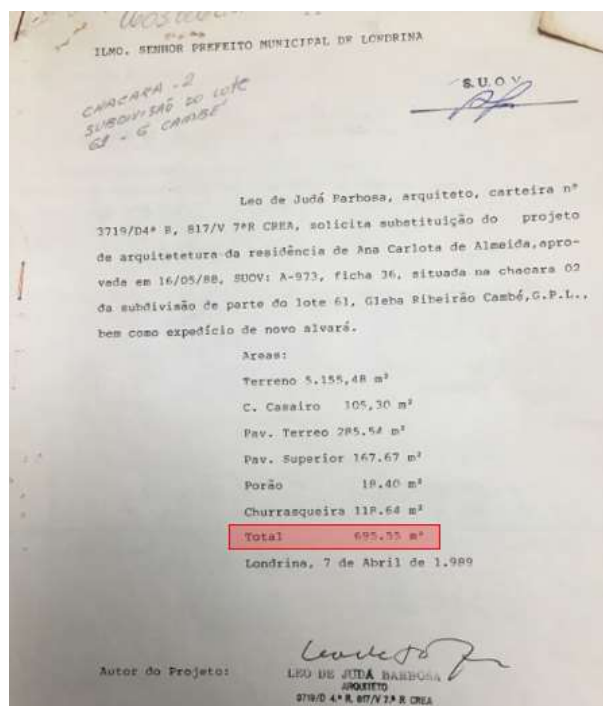 ILMO. SENHOR PREFEITO MUNICIPAL DE LONDRINA
S.U.O.V.
CHACARA - 2
SUBDIVISÃO DO LOTE
61 - G CAMBÉ
Leo de Judá Barbosa, arquiteto, carteira nº
3719/D4ª R, 817/V 7ªR CREA, solicita substituição do projeto
de arquitetetura da residência de Ana Carlota de Almeida,apro-
vada em 16/05/88, SUOV: A-973, ficha 36, situada na chacara 02
da subdivisão de parte do lote 61, Gleba Ribeirão Cambé,G.P.L.,
bem como expedício de novo alvará.
Areas:
Terreno 5.155,48 m²
C. Casairo 105,30 m²
Pav. Terreo 285.54 m²
Pav. Superior 167.67 m²
Porão 18.40 m²
Churrasqueira 118.64 m²
Total 695.55 m²
Londrina, 7 de Abril de 1.989
Autor do Projeto:
LEO DE JUDÁ BARBOSA
ARQUITETO
3719/D 4.ª R, 817/V 7.ª R CREA